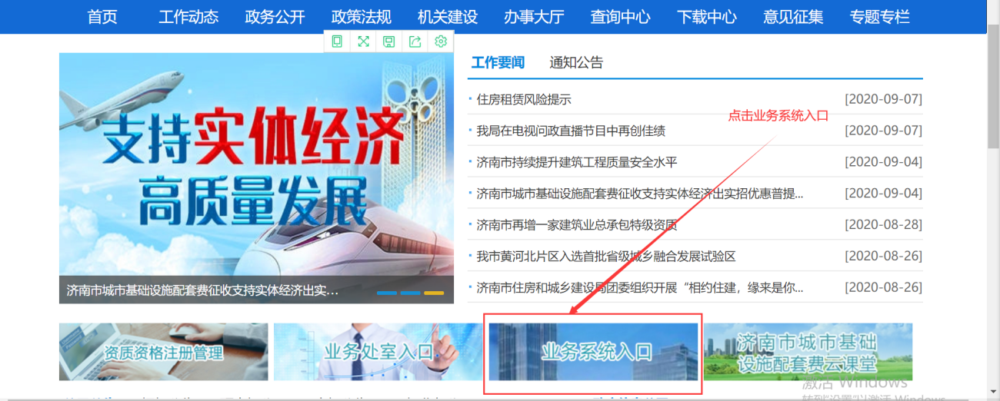 首页 工作动态 政务公开 政策法规 机关建设 办事大厅 查询中心 下载中心 意见征集 专题专栏
支持实体经济
高质量发展
济南市城市基础设施配套费征收支持实体经济出实...
工作要闻 通知公告
住房租赁风险提示 [2020-09-07]
点击业务系统入口
我局在电视问政直播节目中再创佳绩 [2020-09-07]
济南市持续提升建筑工程质量安全水平 [2020-09-04]
济南市城市基础设施配套费征收支持实体经济出实招优惠普提... [2020-09-04]
济南市再增一家建筑业总承包特级资质 [2020-08-28]
我市黄河北片区入选首批省级城乡融合发展试验区 [2020-08-26]
济南市住房和城乡建设局团委组织开展“相约住建，缘来是你... [2020-08-26]
资质资格注册管理
业务处室入口
业务系统入口
济南市城市基础
设施配套费云课堂
激活 Windows
转到“设置”以激活 Windows